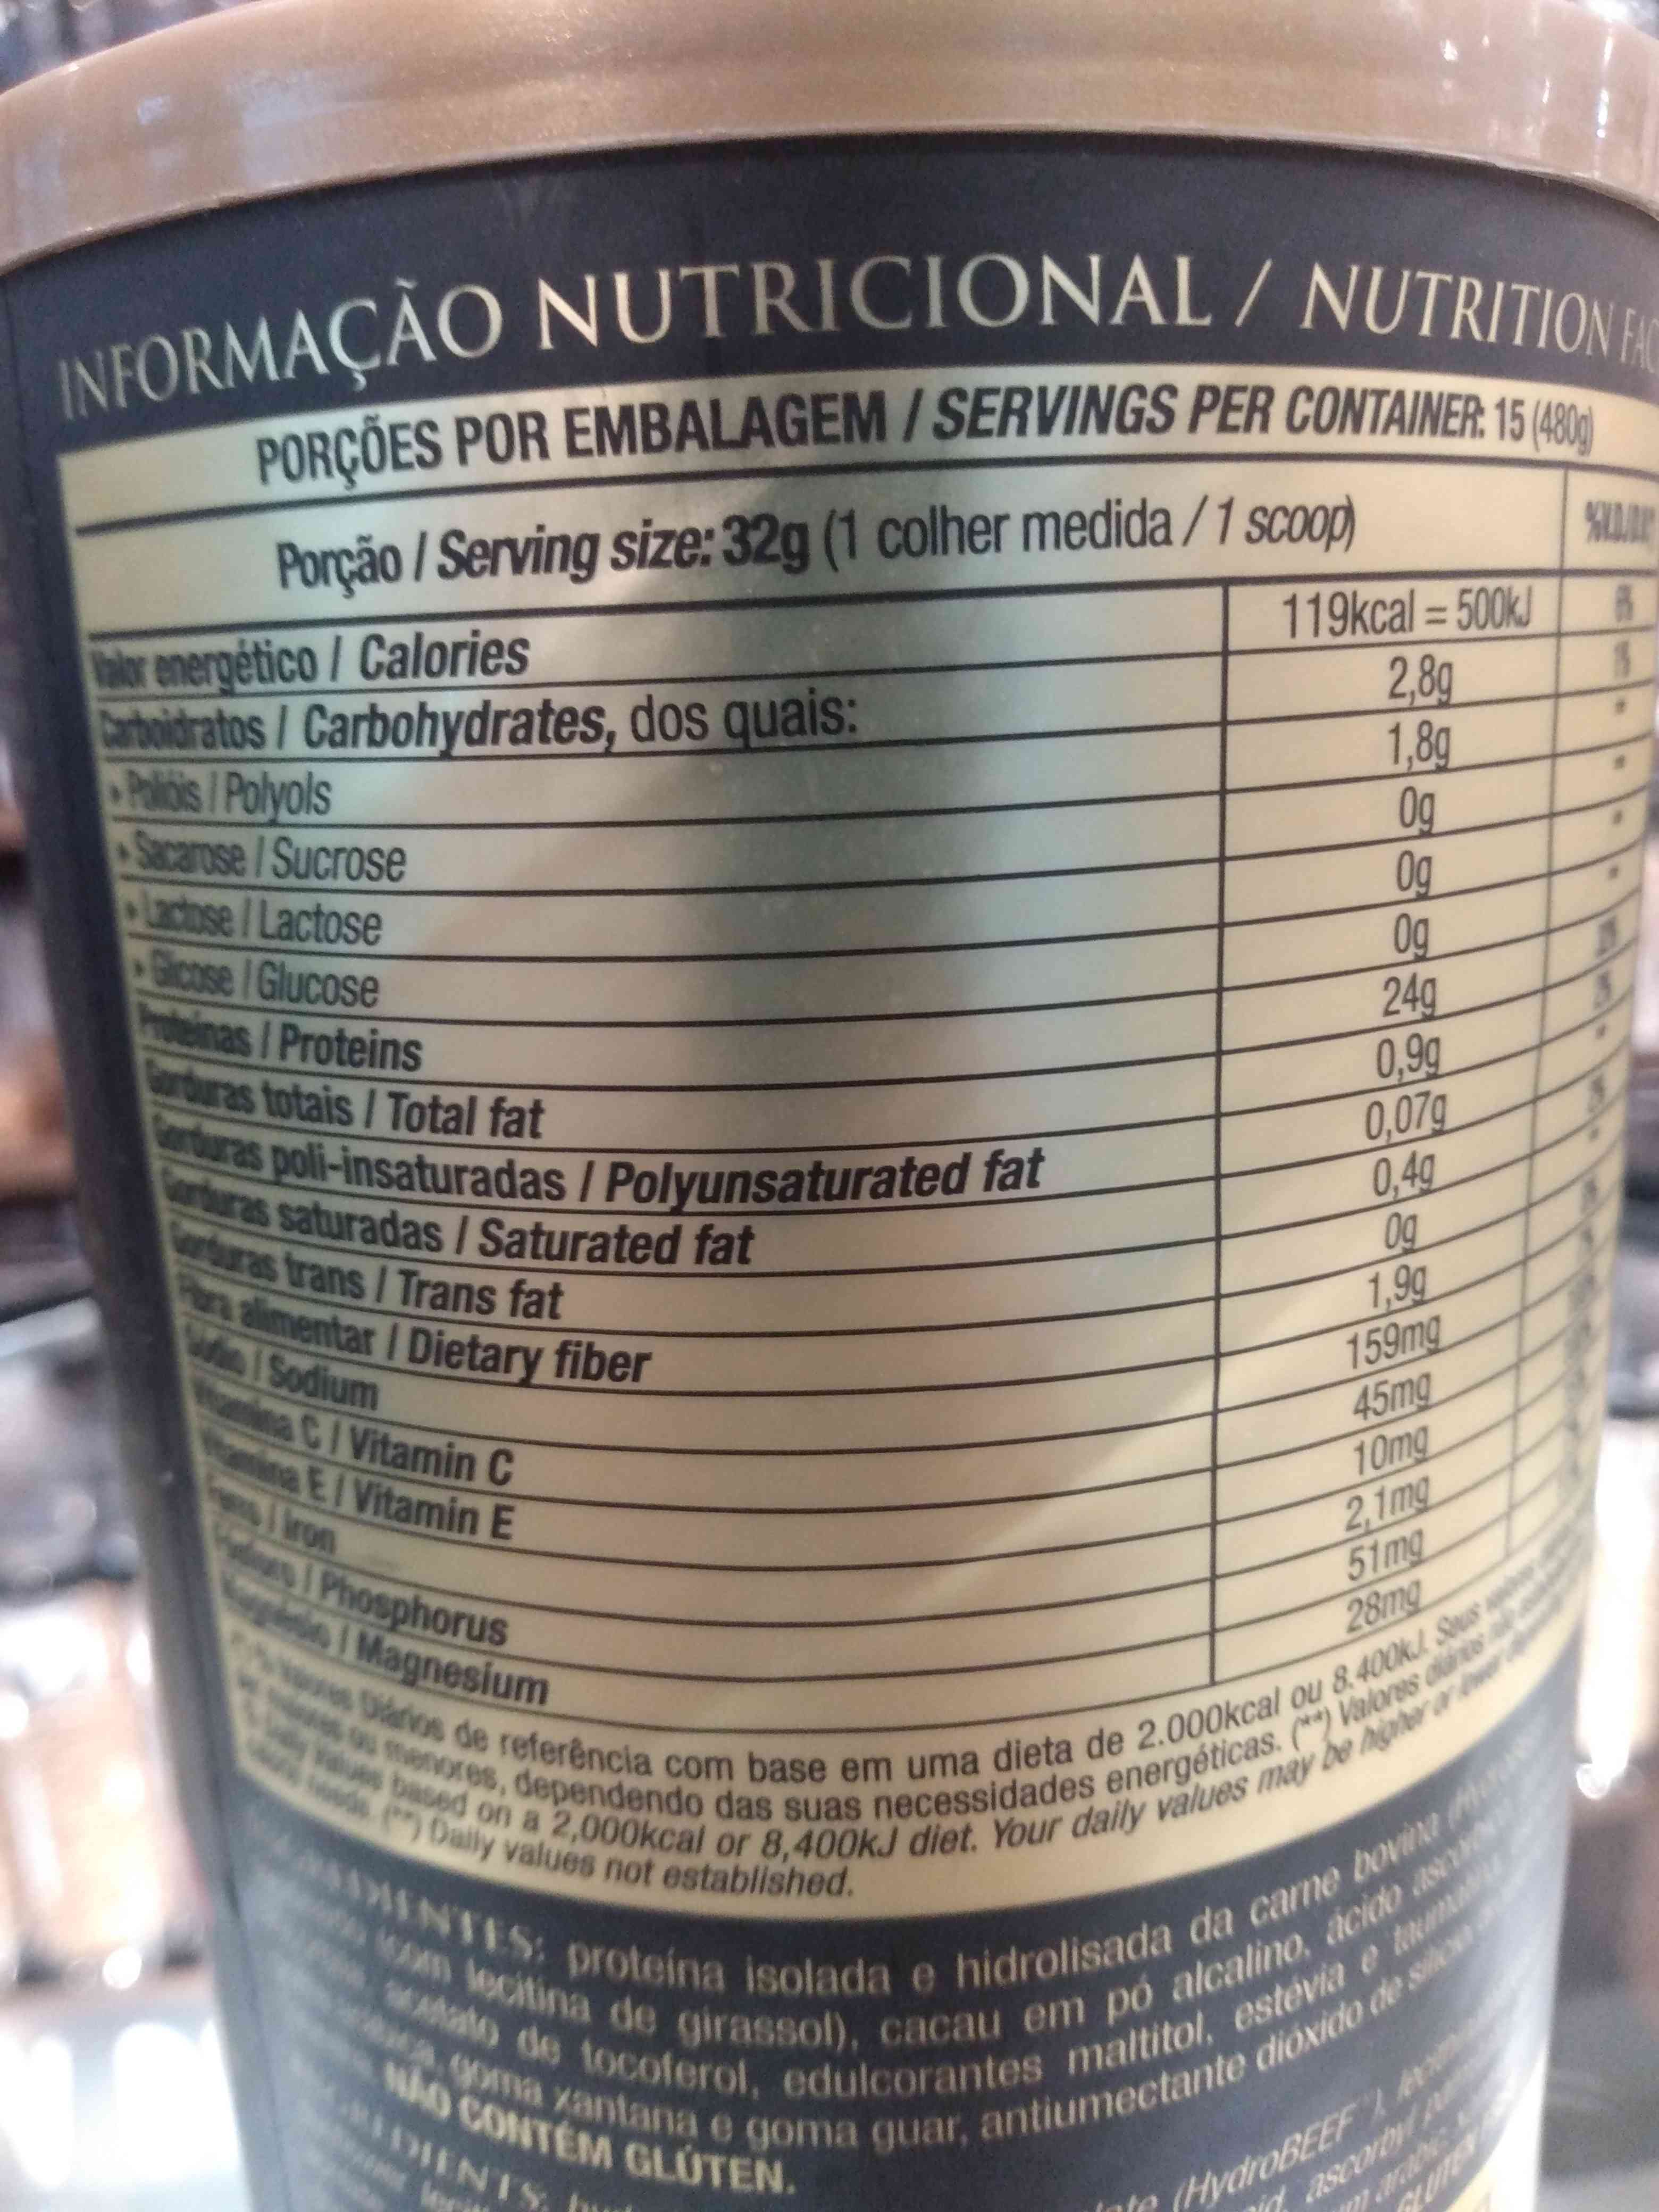 INFORMAÇÃO NUTRICIONAL / NUTRITION
PORÇÕES POR EMBALAGEM / SERVINGS PER CONTAINER: 15 (480g)
Porção / Serving size: 32g (1 colher medida / 1 scoop)
Valor energético / Calories 119kcal = 500kJ 6%
Carboidratos / Carbohydrates, dos quais: 2,8g 1%
• Polióis / Polyols 1,8g -
• Sacarose / Sucrose 0g -
• Lactose / Lactose 0g -
• Glicose / Glucose 0g -
Proteínas / Proteins 24g
Gorduras totais / Total fat 0,9g
Gorduras poli-insaturadas / Polyunsaturated fat 0,07g
Gorduras saturadas / Saturated fat 0,4g
Gorduras trans / Trans fat 0g
Fibra alimentar / Dietary fiber 1,9g
Sódio / Sodium 159mg
Vitamina C / Vitamin C 45mg
Vitamina E / Vitamin E 10mg
Ferro / Iron 2,1mg
Fósforo / Phosphorus 51mg
Magnésio / Magnesium 28mg
Valores Diários de referência com base em uma dieta de 2.000kcal ou 8.400kJ. Seus valores
ou menores, dependendo das suas necessidades energéticas. (**) Valores diários não
Daily values based on a 2,000kcal or 8,400kJ diet. Your daily values may be higher or lower
needs. (**) Daily values not established.
INGREDIENTES: proteína isolada e hidrolisada da carne bovina
(com lecitina de girassol), cacau em pó alcalino, ácido
acetato de tocoferol, edulcorantes maltitol, estévia e
goma xantana e goma guar, antiumectante dióxido de silício
NÃO CONTÉM GLÚTEN.
INGREDIENTS: (HydroBEEF
ascorbyl